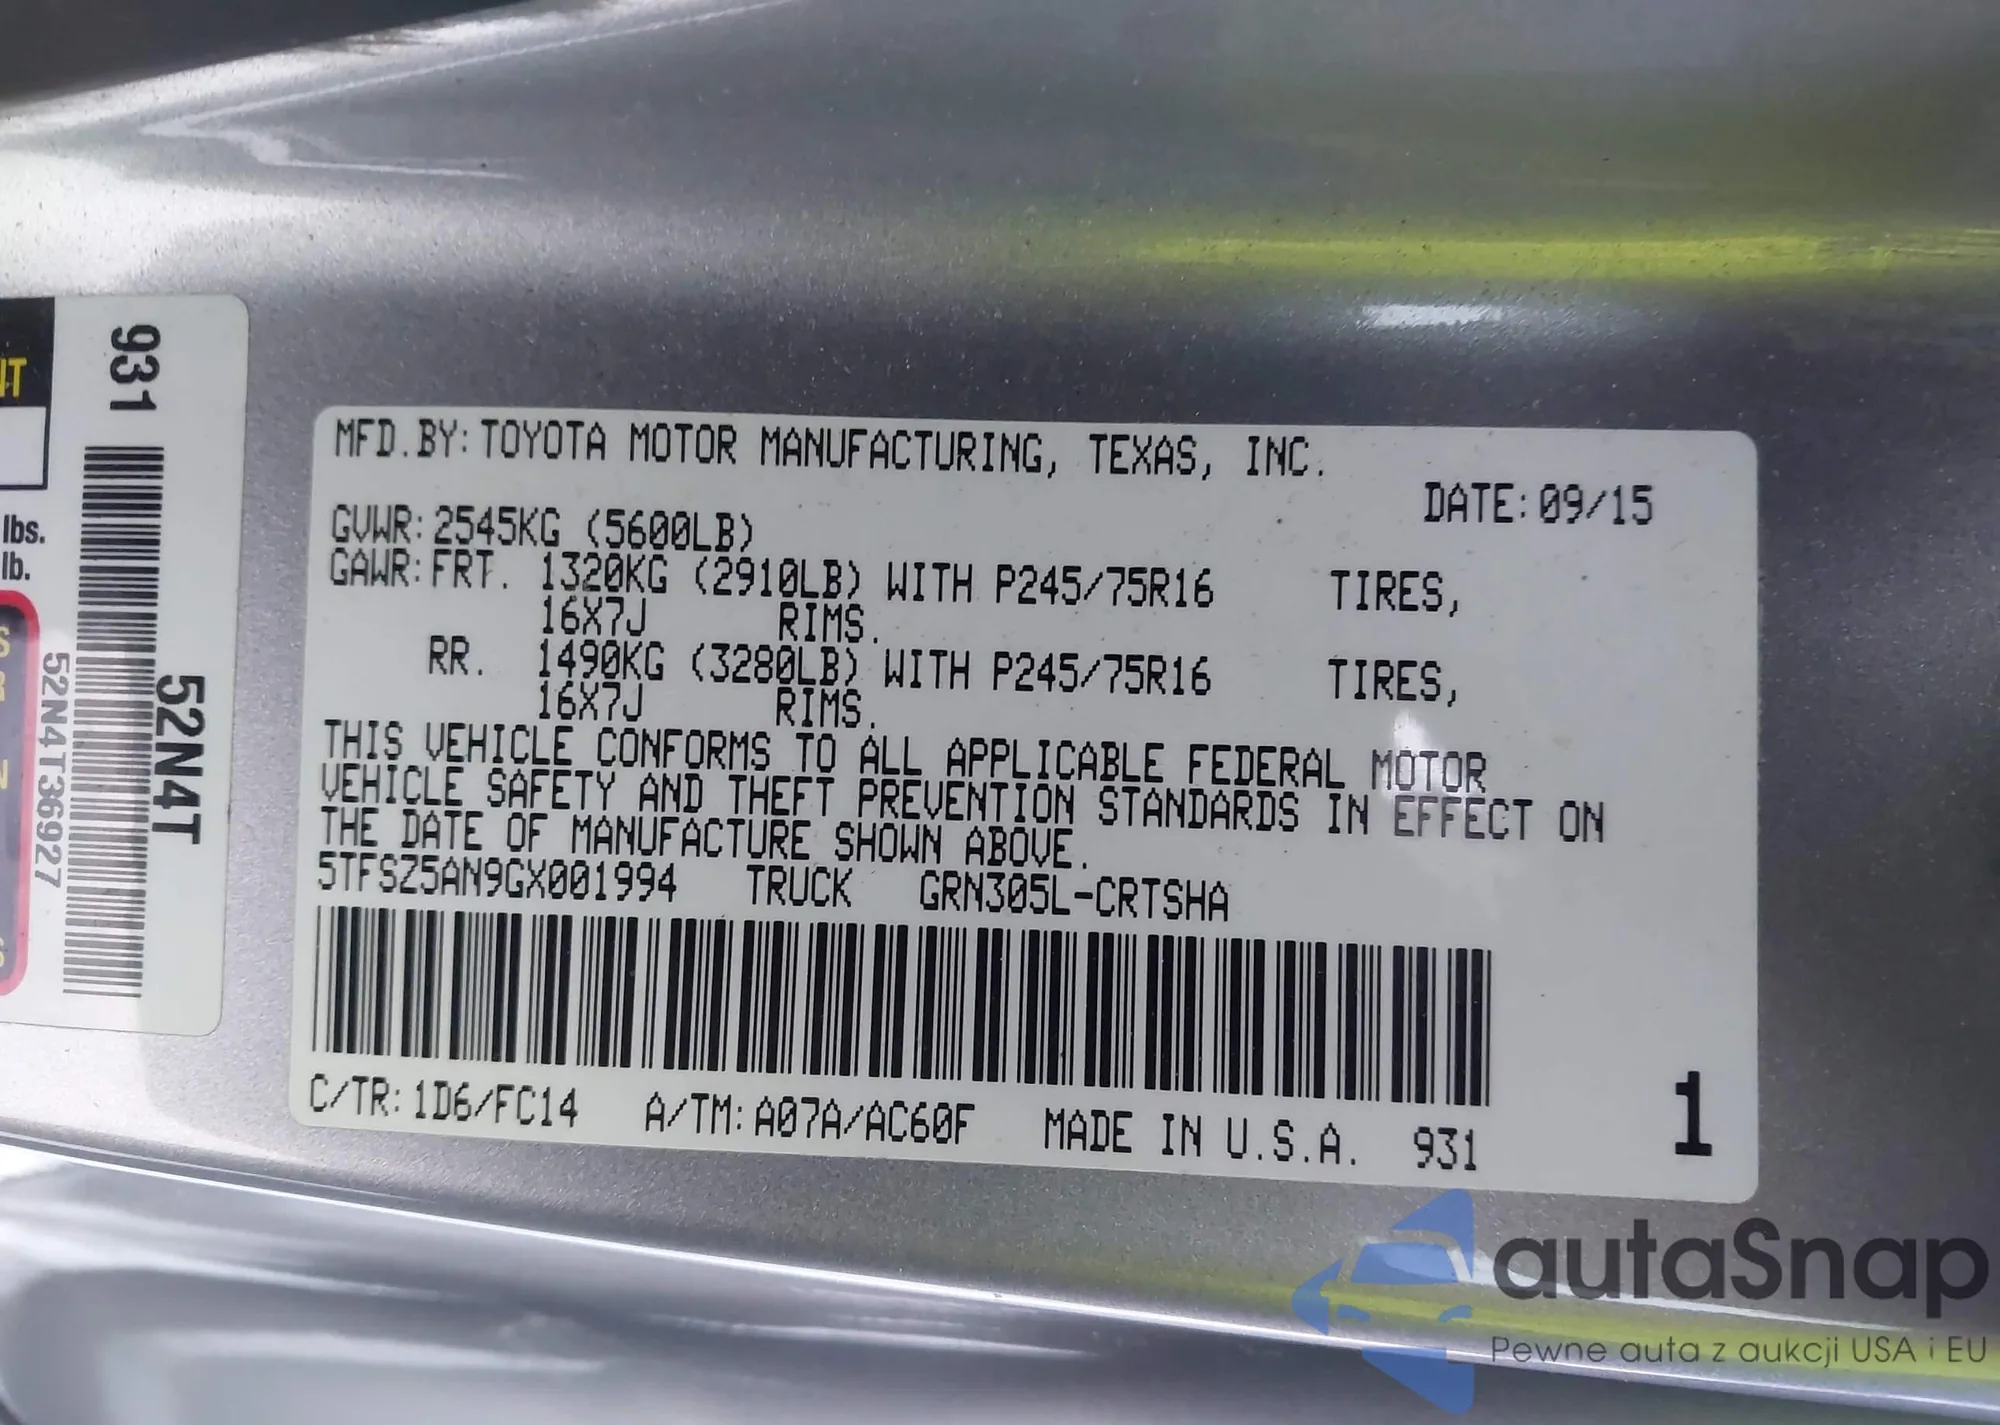 MFD.BY: TOYOTA MOTOR MANUFACTURING, TEXAS, INC.
DATE: 09/15
GVWR: 2545KG (5600LB)
GAWR: FRT. 1320KG (2910LB) WITH P245/75R16 TIRES,
16X7J RIMS.
RR. 1490KG (3280LB) WITH P245/75R16 TIRES,
16X7J RIMS.
THIS VEHICLE CONFORMS TO ALL APPLICABLE FEDERAL MOTOR
VEHICLE SAFETY AND THEFT PREVENTION STANDARDS IN EFFECT ON
THE DATE OF MANUFACTURE SHOWN ABOVE.
5TFSZ5AN9GX001994 TRUCK GRN305L-CRTSHA
C/TR: 1D6/FC14 A/TM: A07A/AC60F MADE IN U.S.A. 931
1
931
52N4T
52N4T36927
lbs.
lb.
autaSnap
Pewne auta z aukcji USA i EU